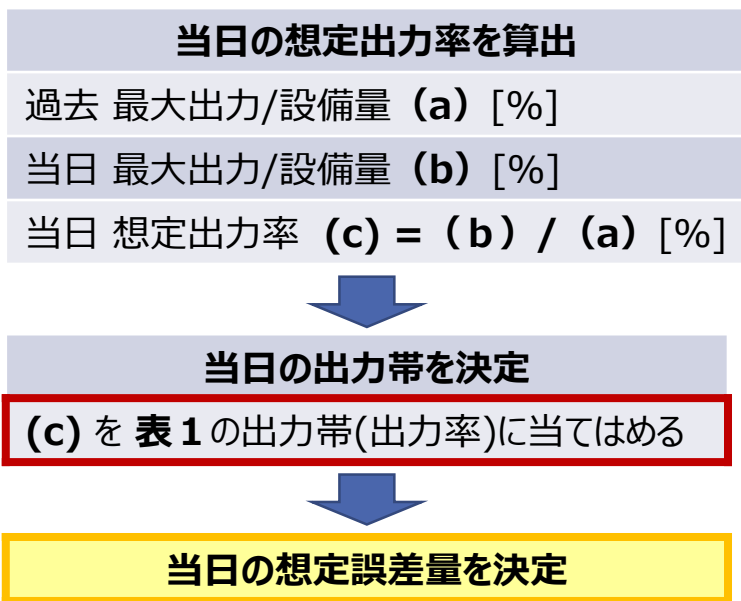 当日の想定出力率を算出
過去 最大出力/設備量（a）[%]
当日 最大出力/設備量（b）[%]
当日 想定出力率 (c) =（ｂ）/（a）[%]
当日の出力帯を決定
(c) を 表１の出力帯(出力率)に当てはめる
当日の想定誤差量を決定